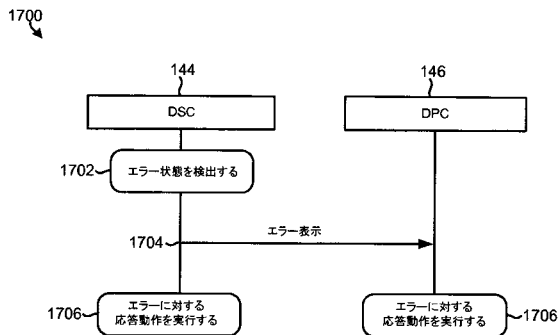 1700
144
146
DSC
DPC
1702
エラー状態を検出する
エラー表示
1704
1706
エラーに対する
応答動作を実行する
エラーに対する
応答動作を実行する
1706